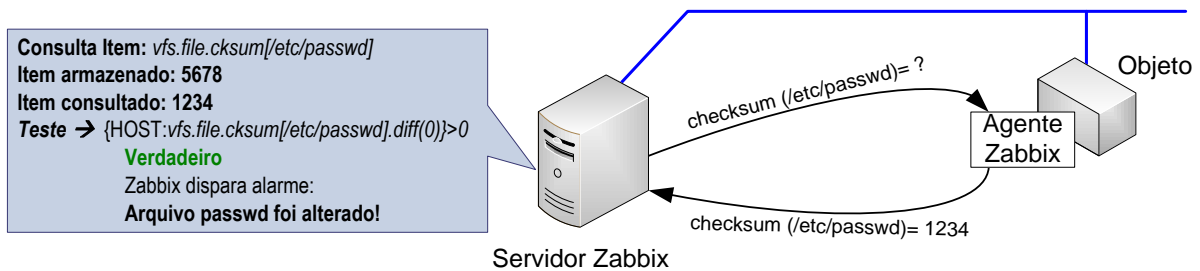 Consulta Item: vfs.file.cksum[/etc/passwd]
Item armazenado: 5678
Item consultado: 1234
Teste → {HOST:vfs.file.cksum[/etc/passwd].diff(0)}>0
Verdadeiro
Zabbix dispara alarme:
Arquivo passwd foi alterado!
checksum (/etc/passwd)= ?
Objeto
Agente
Zabbix
checksum (/etc/passwd)= 1234
Servidor Zabbix